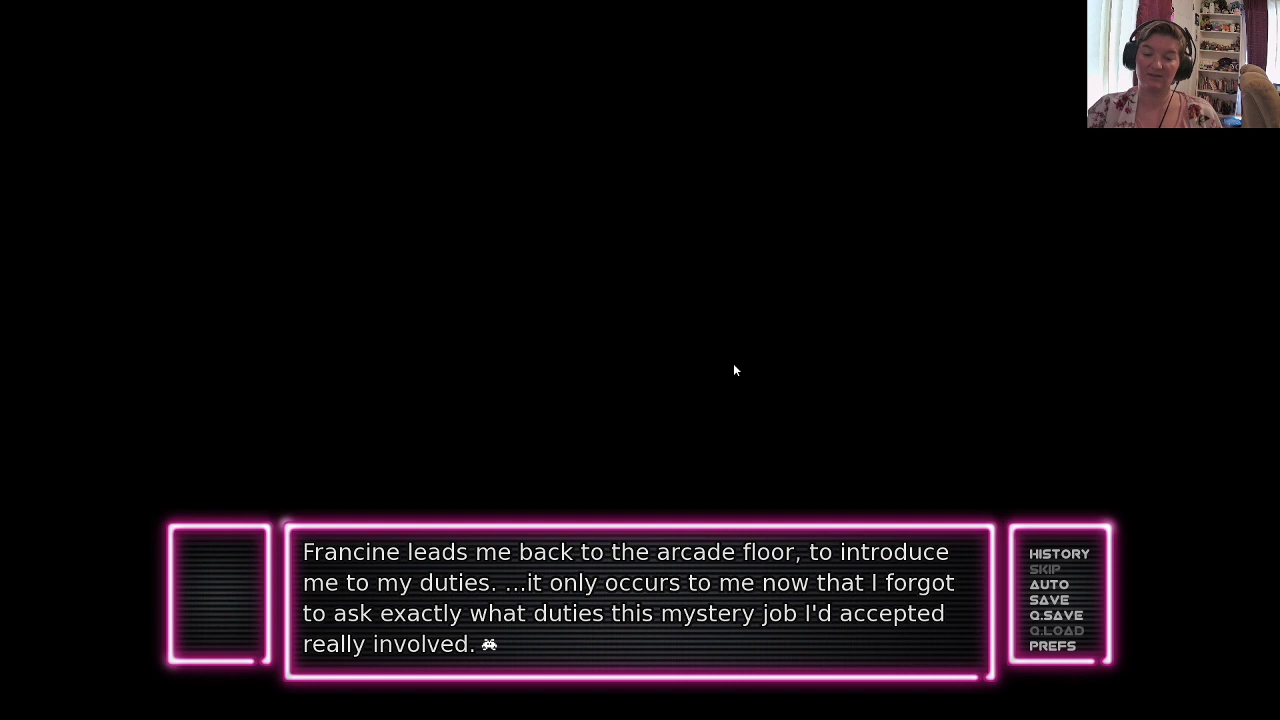 Francine leads me back to the arcade floor, to introduce
me to my duties. ...it only occurs to me now that I forgot
to ask exactly what duties this mystery job I'd accepted
really involved.
HISTORY
SKIP
AUTO
SAVE
Q.SAVE
Q.LOAD
PREFS